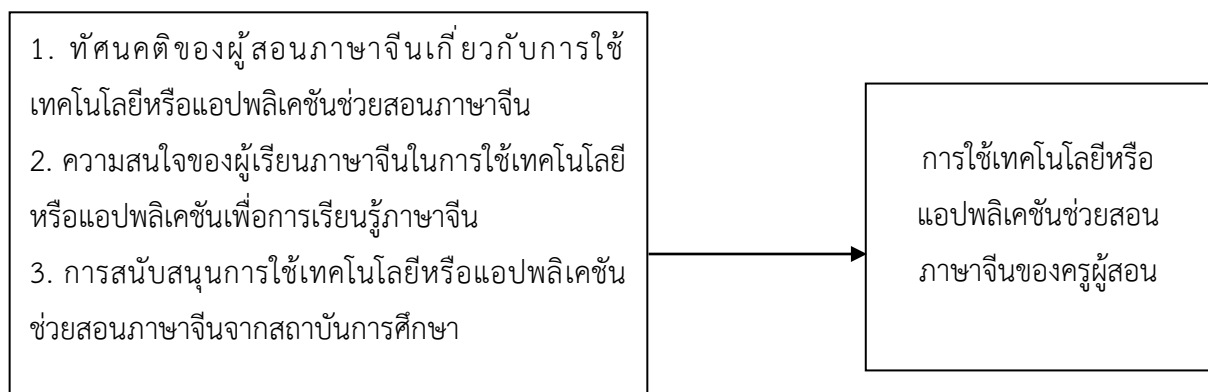 1. ทัศนคติของผู้สอนภาษาจีนเกี่ยวกับการใช้
เทคโนโลยีหรือแอปพลิเคชันช่วยสอนภาษาจีน
2. ความสนใจของผู้เรียนภาษาจีนในการใช้เทคโนโลยี
หรือแอปพลิเคชันเพื่อการเรียนรู้ภาษาจีน
3. การสนับสนุนการใช้เทคโนโลยีหรือแอปพลิเคชัน
ช่วยสอนภาษาจีนจากสถาบันการศึกษา
การใช้เทคโนโลยีหรือ
แอปพลิเคชันช่วยสอน
ภาษาจีนของครูผู้สอน